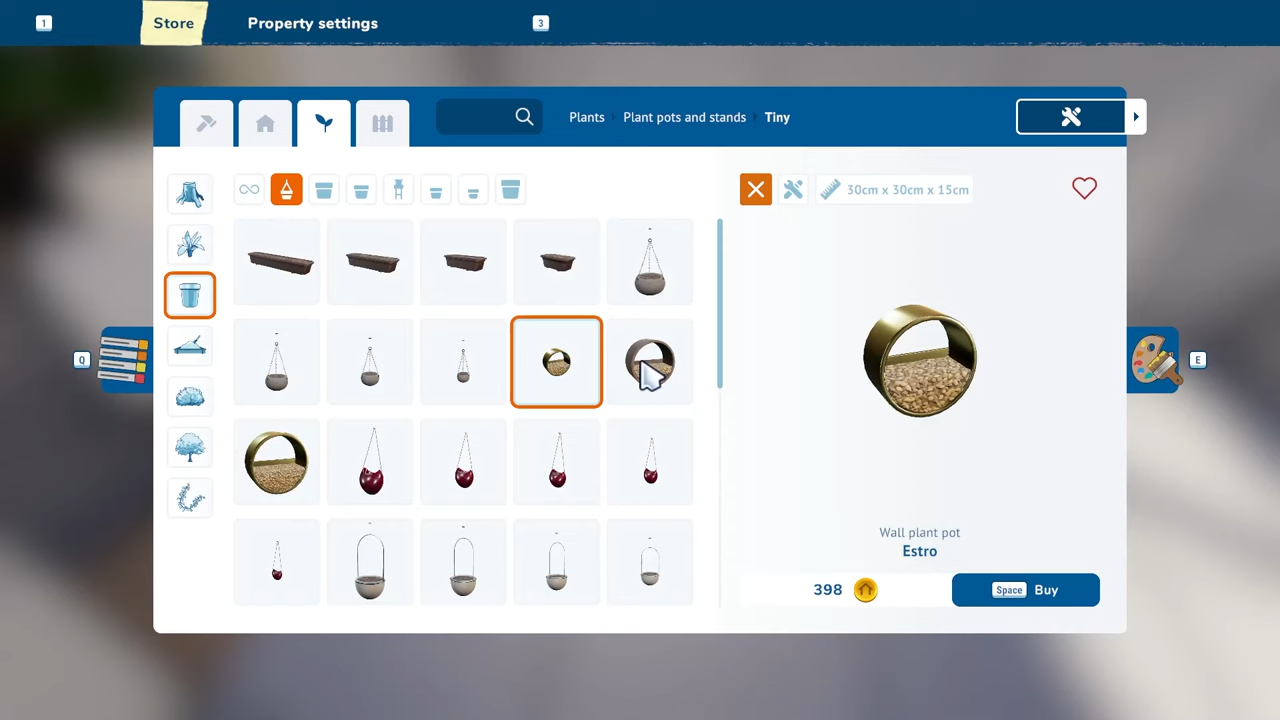 1 Store Property settings 3
Plants Plant pots and stands Tiny
30cm x 30cm x 15cm
Q
E
Wall plant pot
Estro
398 Space Buy